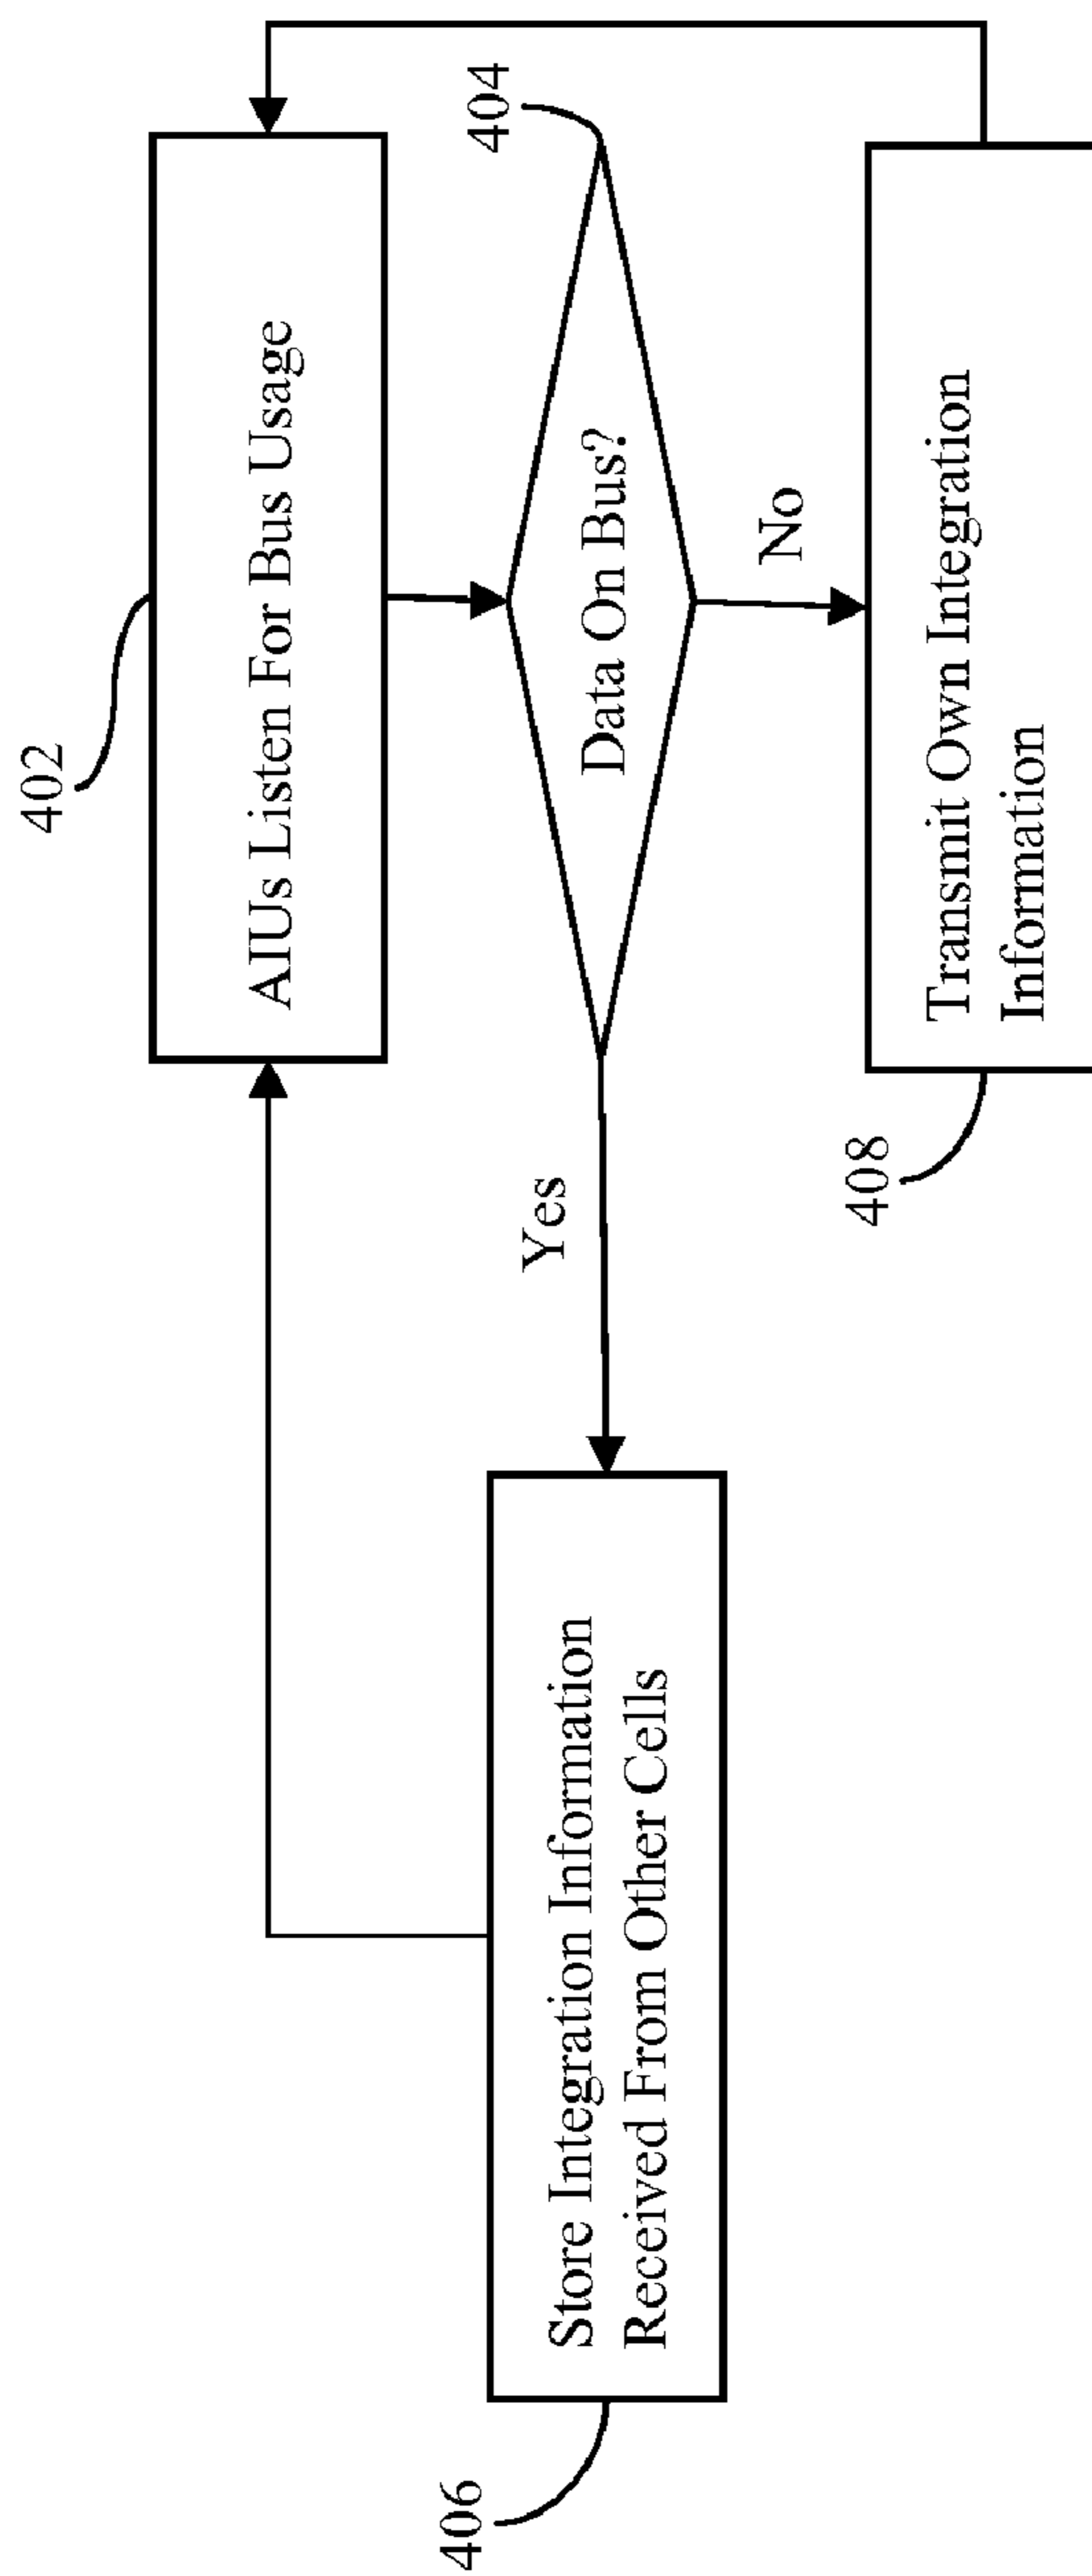 402
AIUs Listen For Bus Usage
404
Data On Bus?
Yes
No
406
Store Integration Information
Received From Other Cells
408
Transmit Own Integration
Information